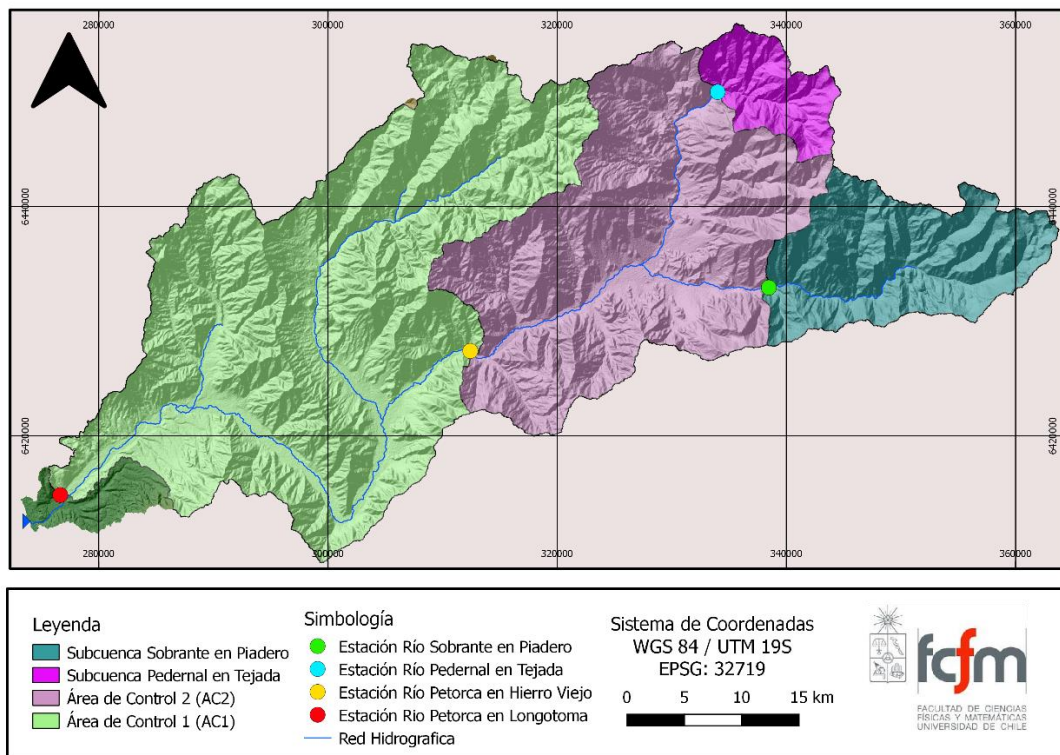 280000
300000
320000
340000
360000
6440000
6440000
6420000
6420000
280000
300000
320000
340000
360000
Leyenda
Subcuenca Sobrante en Piadero
Subcuenca Pedernal en Tejada
Área de Control 2 (AC2)
Área de Control 1 (AC1)
Simbología
Estación Río Sobrante en Piadero
Estación Río Pedernal en Tejada
Estación Río Petorca en Hierro Viejo
Estación Rio Petorca en Longotoma
Red Hidrografica
Sistema de Coordenadas
WGS 84 / UTM 19S
EPSG: 32719
0 5 10 15 km
fcfm
FACULTAD DE CIENCIAS
FÍSICAS Y MATEMÁTICAS
UNIVERSIDAD DE CHILE